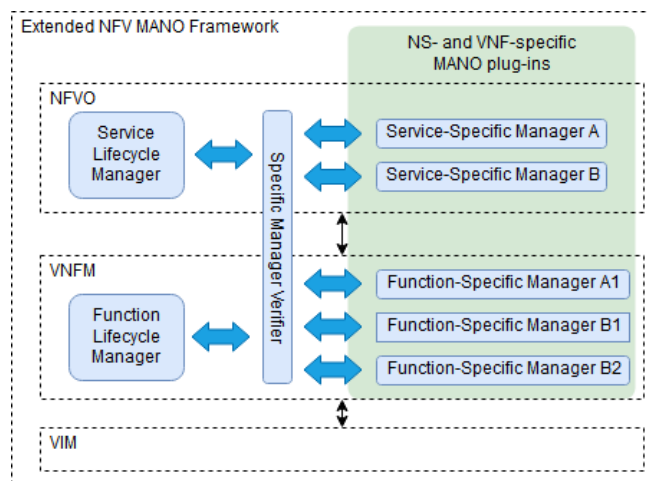 Extended NFV MANO Framework
NS- and VNF-specific
MANO plug-ins
NFVO
Service
Lifecycle
Manager
Specific Manager Verifier
Service-Specific Manager A
Service-Specific Manager B
VNFM
Function
Lifecycle
Manager
Function-Specific Manager A1
Function-Specific Manager B1
Function-Specific Manager B2
VIM